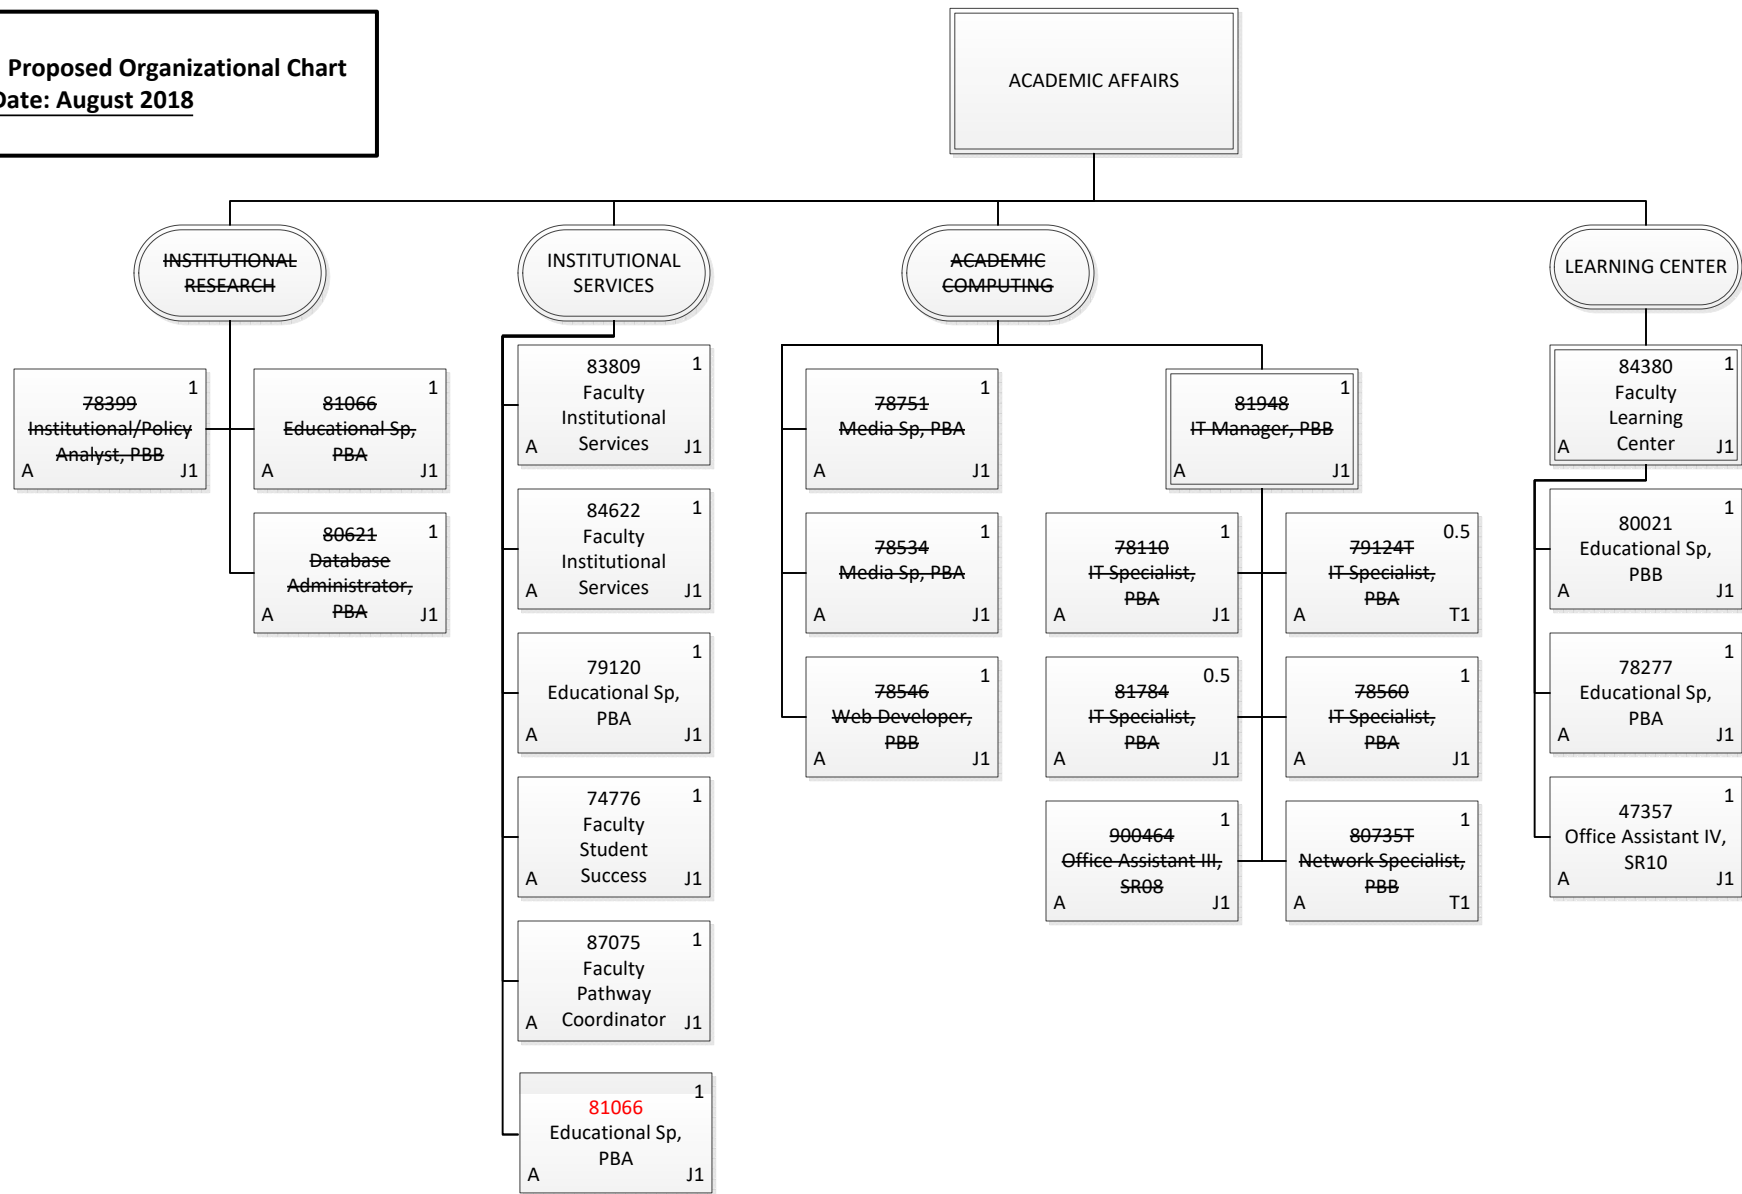 Proposed Organizational Chart
Date: August 2018
ACADEMIC AFFAIRS
INSTITUTIONAL
RESEARCH
INSTITUTIONAL
SERVICES
ACADEMIC
COMPUTING
LEARNING CENTER
1
78399
Institutional/Policy
Analyst, PBB
A J1
1
81066
Educational Sp,
PBA
A J1
1
80621
Database
Administrator,
PBA
A J1
83809 1
Faculty
Institutional
Services
A J1
84622 1
Faculty
Institutional
Services
A J1
1
79120
Educational Sp,
PBA
A J1
74776 1
Faculty
Student
Success
A J1
87075 1
Faculty
Pathway
Coordinator
A J1
1
81066
Educational Sp,
PBA
A J1
1
78751
Media Sp, PBA
A J1
1
78534
Media Sp, PBA
A J1
1
78546
Web Developer,
PBB
A J1
1
81948
IT Manager, PBB
A J1
1
78110
IT Specialist,
PBA
A J1
0.5
79124T
IT Specialist,
PBA
A T1
0.5
81784
IT Specialist,
PBA
A J1
1
78560
IT Specialist,
PBA
A J1
1
900464
Office Assistant III,
SR08
A J1
1
80735T
Network Specialist,
PBB
A T1
84380 1
Faculty
Learning
Center
A J1
1
80021
Educational Sp,
PBB
A J1
1
78277
Educational Sp,
PBA
A J1
1
47357
Office Assistant IV,
SR10
A J1